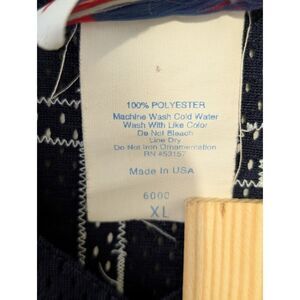 100% POLYESTER
Machine Wash Cold Water
Wash With Like Color
Do Not Bleach
Line Dry
Do Not Iron Ornamentation
RN #53157
Made In USA
6000
XL